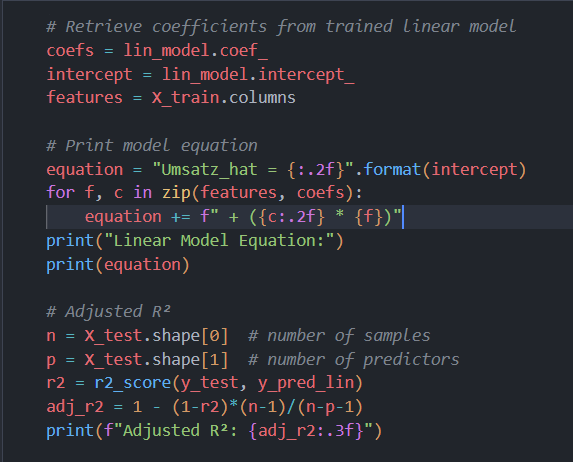 # Retrieve coefficients from trained linear model
coefs = lin_model.coef_
intercept = lin_model.intercept_
features = X_train.columns

# Print model equation
equation = "Umsatz_hat = {:.2f}".format(intercept)
for f, c in zip(features, coefs):
    equation += f" + ({c:.2f} * {f})"
print("Linear Model Equation:")
print(equation)

# Adjusted R²
n = X_test.shape[0]  # number of samples
p = X_test.shape[1]  # number of predictors
r2 = r2_score(y_test, y_pred_lin)
adj_r2 = 1 - (1-r2)*(n-1)/(n-p-1)
print(f"Adjusted R²: {adj_r2:.3f}")